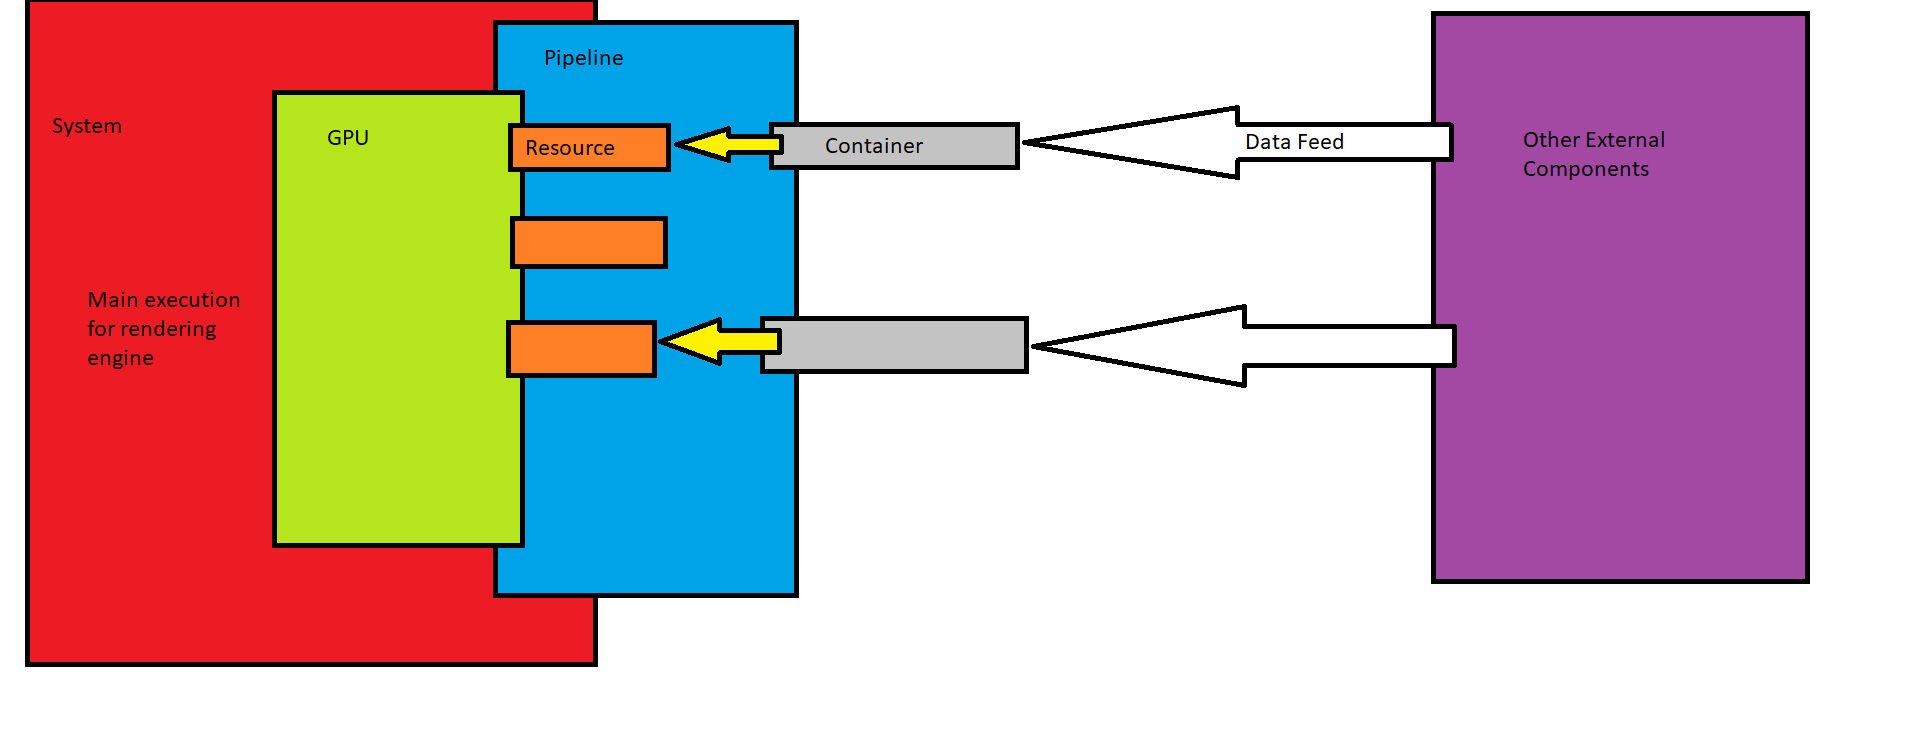 Pipeline
System
GPU
Resource
Container
Data Feed
Other External
Components
Main execution
for rendering
engine